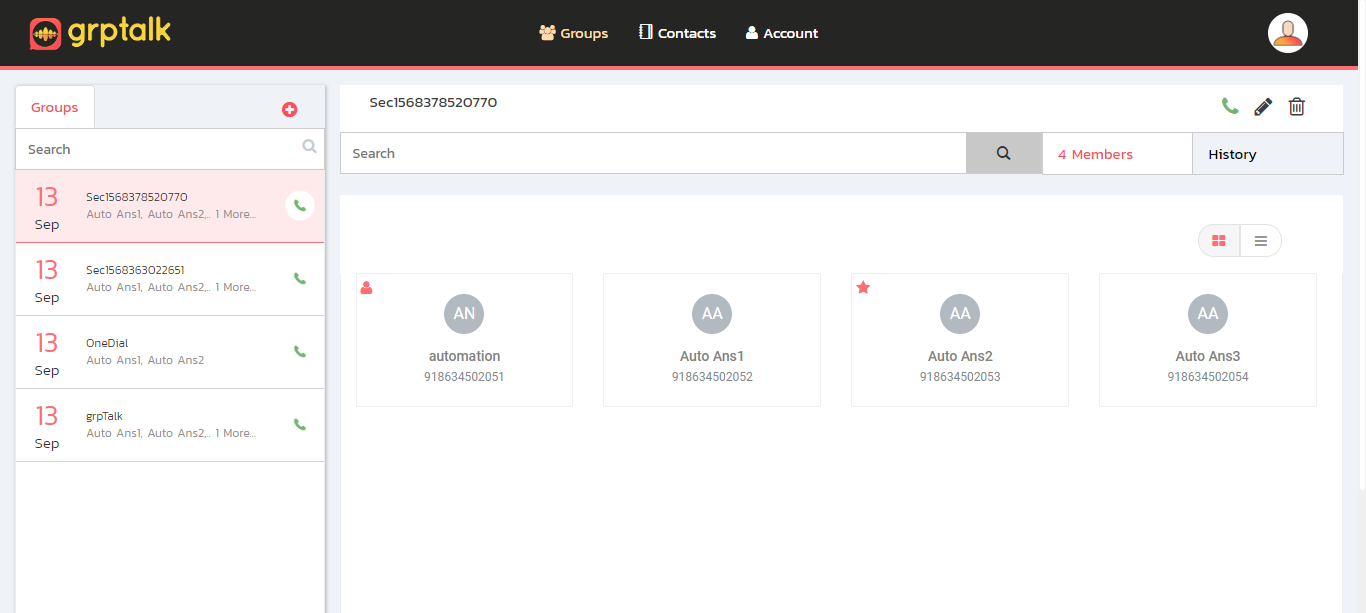 grptalk
Groups Contacts Account
Groups
Search
13
Sep
Sec1568378520770
Auto Ans1, Auto Ans2,.. 1 More...
13
Sep
Sec1568363022651
Auto Ans1, Auto Ans2,.. 1 More...
13
Sep
OneDial
Auto Ans1, Auto Ans2
13
Sep
grpTalk
Auto Ans1, Auto Ans2,.. 1 More...
Sec1568378520770
Search
4 Members
History
AN
automation
918634502051
AA
Auto Ans1
918634502052
AA
Auto Ans2
918634502053
AA
Auto Ans3
918634502054